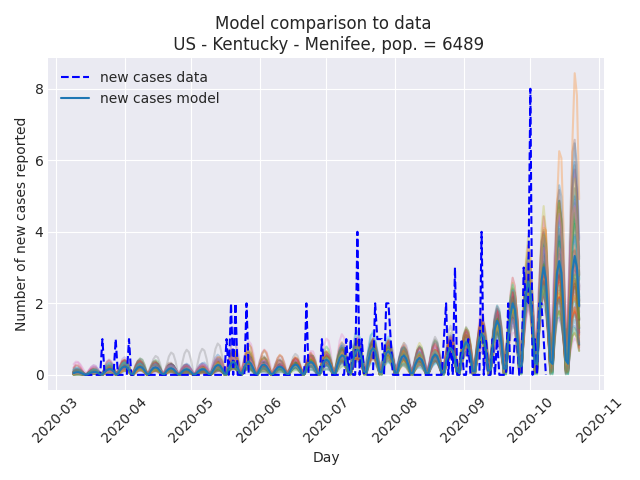 Model comparison to data
US - Kentucky - Menifee, pop. = 6489
new cases data
new cases model
Number of new cases reported
8
6
4
2
0
2020-03
2020-04
2020-05
2020-06
2020-07
2020-08
2020-09
2020-10
2020-11
Day